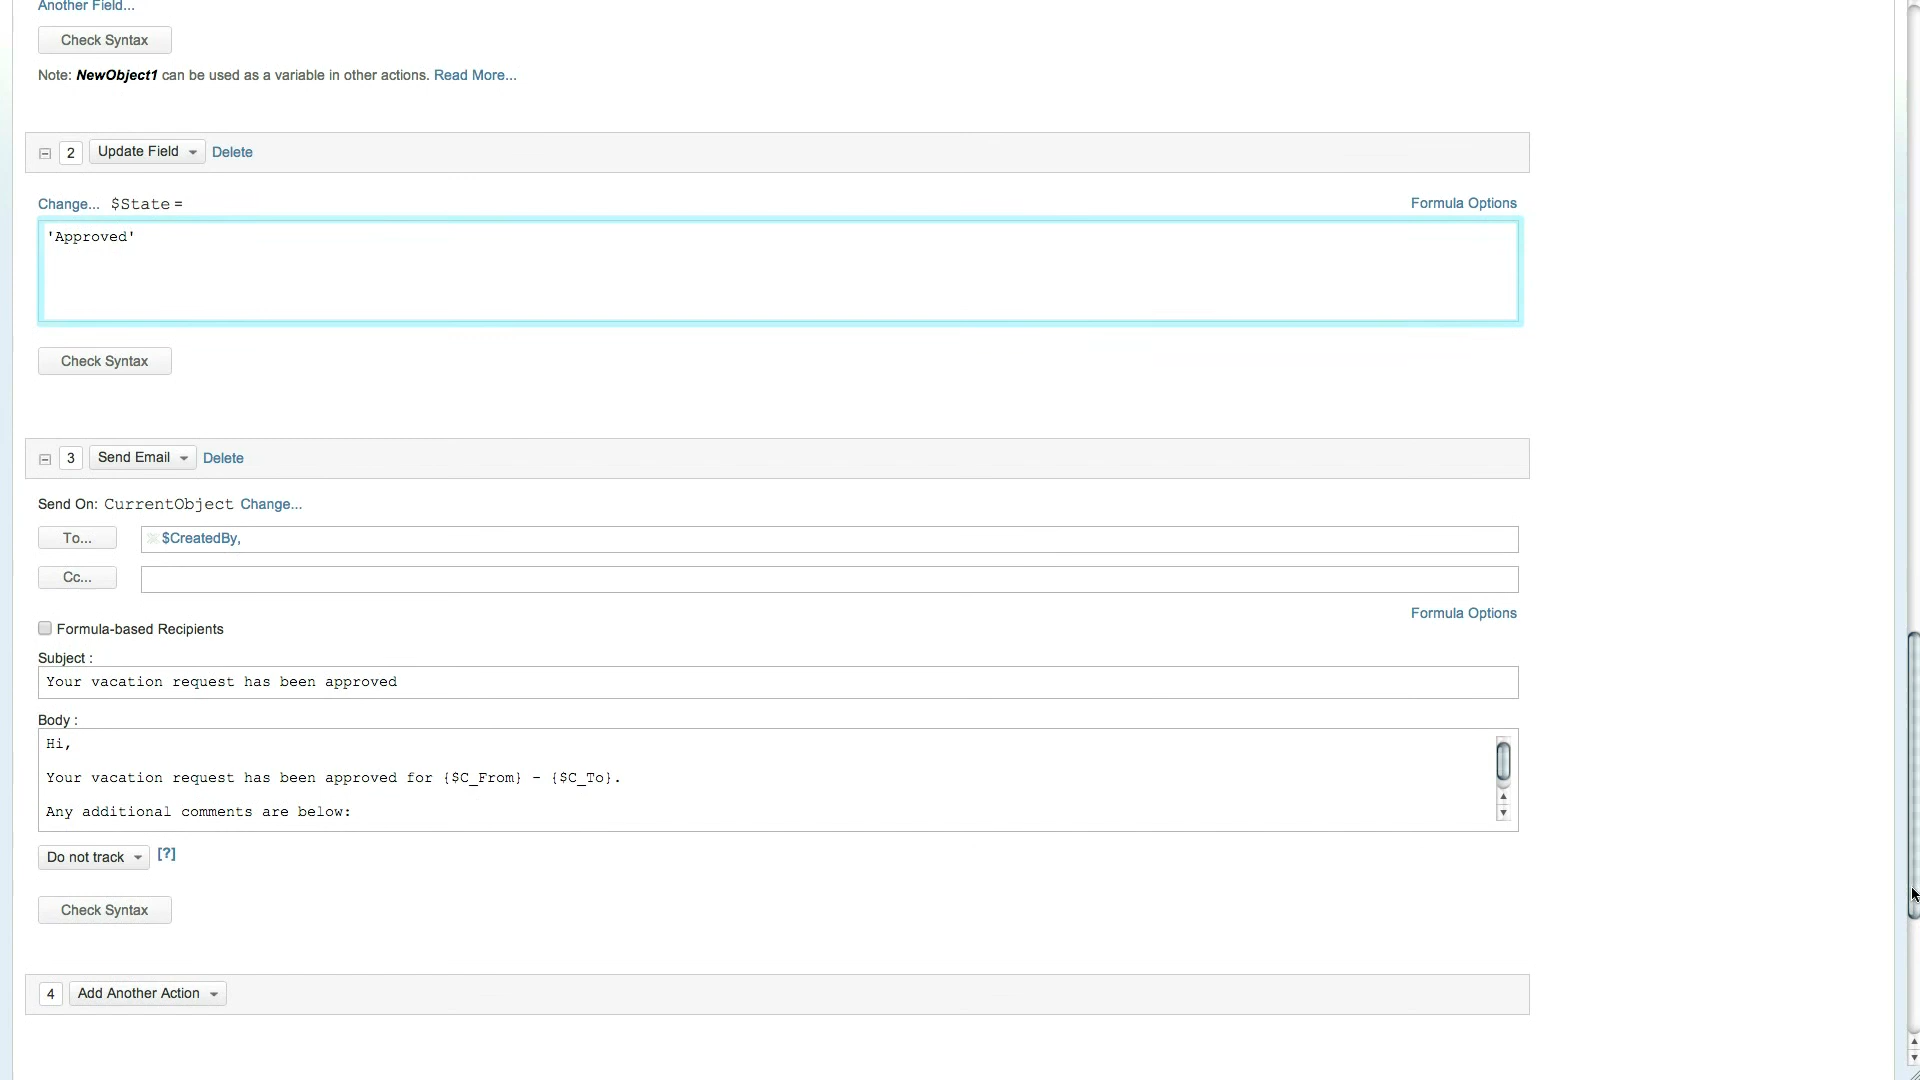 Another Field...
Check Syntax
Note: NewObject1 can be used as a variable in other actions. Read More...
2 Update Field Delete
Change... $State = Formula Options
'Approved'
Check Syntax
3 Send Email Delete
Send On: CurrentObject Change...
To... $CreatedBy,
Cc...
Formula Options
Formula-based Recipients
Subject :
Your vacation request has been approved
Body :
Hi,
Your vacation request has been approved for {$C_From} - {$C_To}.
Any additional comments are below:
Do not track [?]
Check Syntax
4 Add Another Action